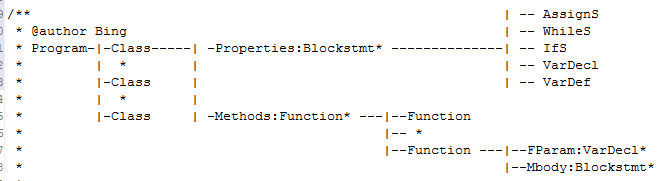 /**                                                              | -- AssignS
 * @author Bing                                                  | -- WhileS
 * Program-|-Class-----| -Properties:Blockstmt* --------------| -- IfS
 *         |  *        |                                         | -- VarDecl
 *         |-Class     |                                         | -- VarDef
 *         |  *        |
 *         |-Class     | -Methods:Function* ---|--Function
 *                                             |-- *
 *                                             |--Function ---|--FParam:VarDecl*
 *                                                            |--Mbody:Blockstmt*